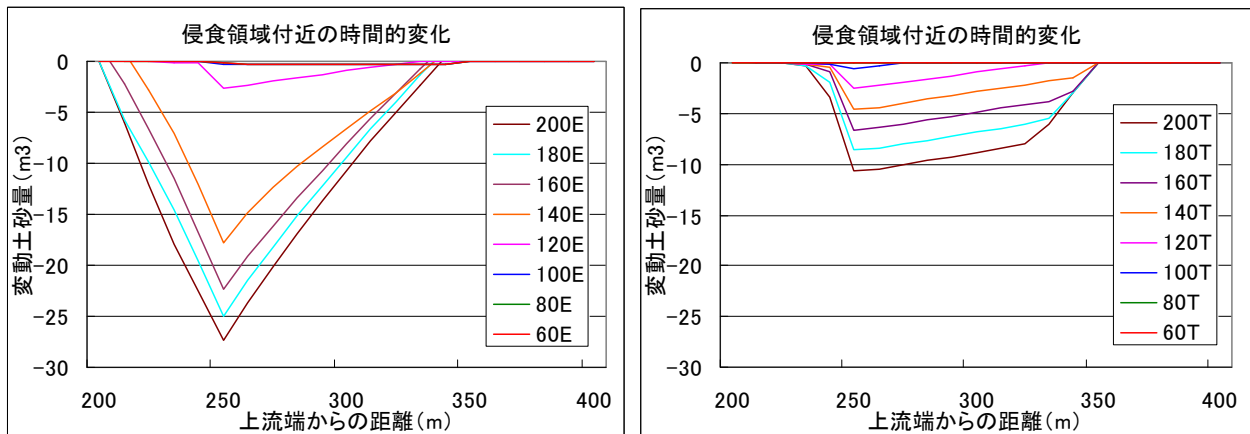 侵食領域付近の時間的変化
変動土砂量(m3)
0
-5
-10
-15
-20
-25
-30
200E
180E
160E
140E
120E
100E
80E
60E
200
250
300
350
400
上流端からの距離(m)
侵食領域付近の時間的変化
変動土砂量(m3)
0
-5
-10
-15
-20
-25
-30
200T
180T
160T
140T
120T
100T
80T
60T
200
250
300
350
400
上流端からの距離(m)